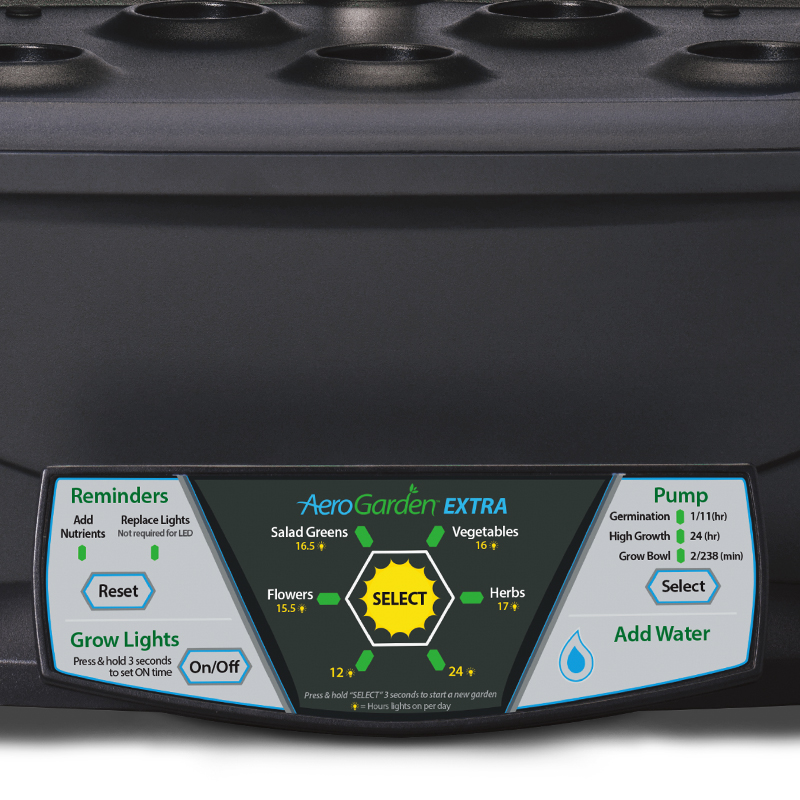 Reminders
Add Nutrients
Replace Lights
Not required for LED
Reset
Grow Lights
Press & hold 3 seconds
to set ON time
On/Off
AeroGarden EXTRA
Salad Greens
16.5
Vegetables
16
Flowers
15.5
SELECT
Herbs
17
12
24
Press & hold "SELECT" 3 seconds to start a new garden
= Hours lights on per day
Pump
Germination 1/11(hr)
High Growth 24 (hr)
Grow Bowl 2/238 (min)
Select
Add Water